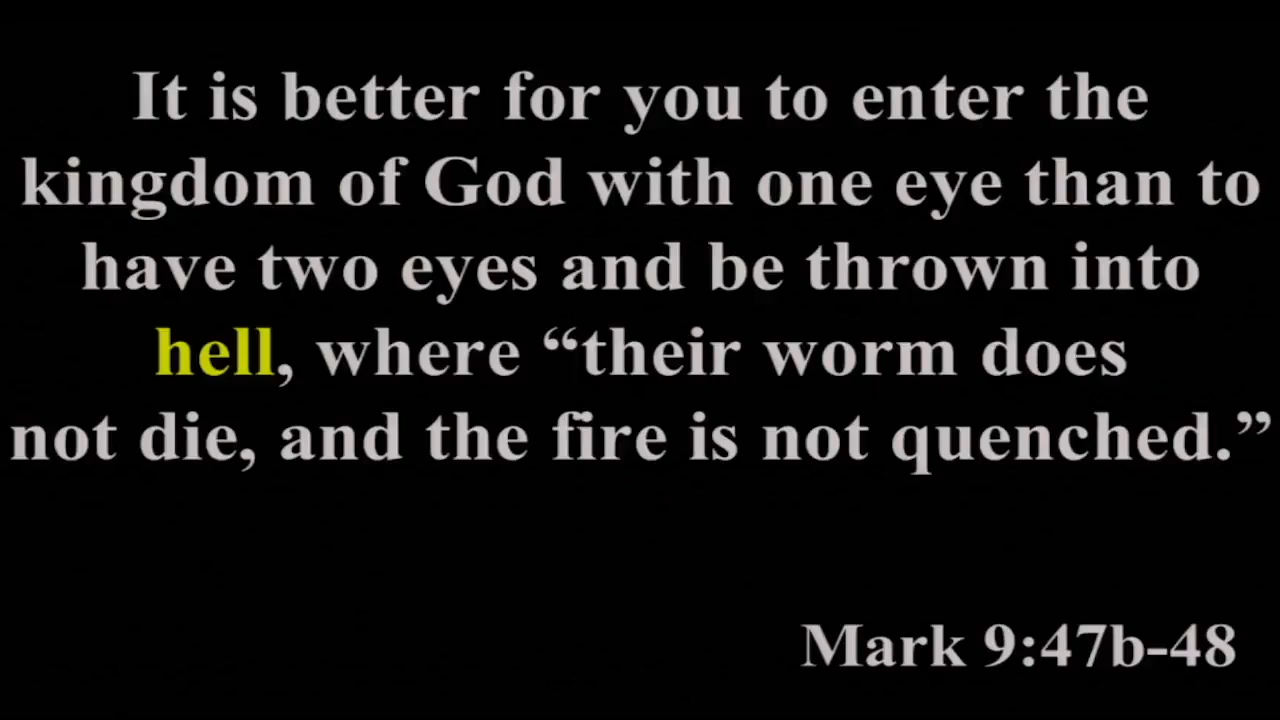 It is better for you to enter the
kingdom of God with one eye than to
have two eyes and be thrown into
hell, where “their worm does
not die, and the fire is not quenched.”
Mark 9:47b-48